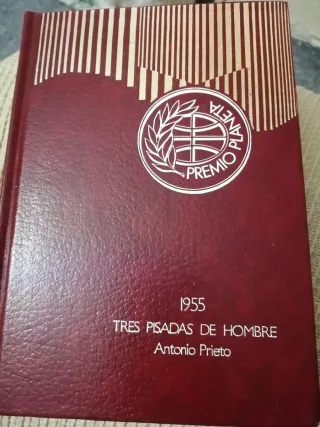 PREMIO PLANETA
1955
TRES PISADAS DE HOMBRE
Antonio Prieto